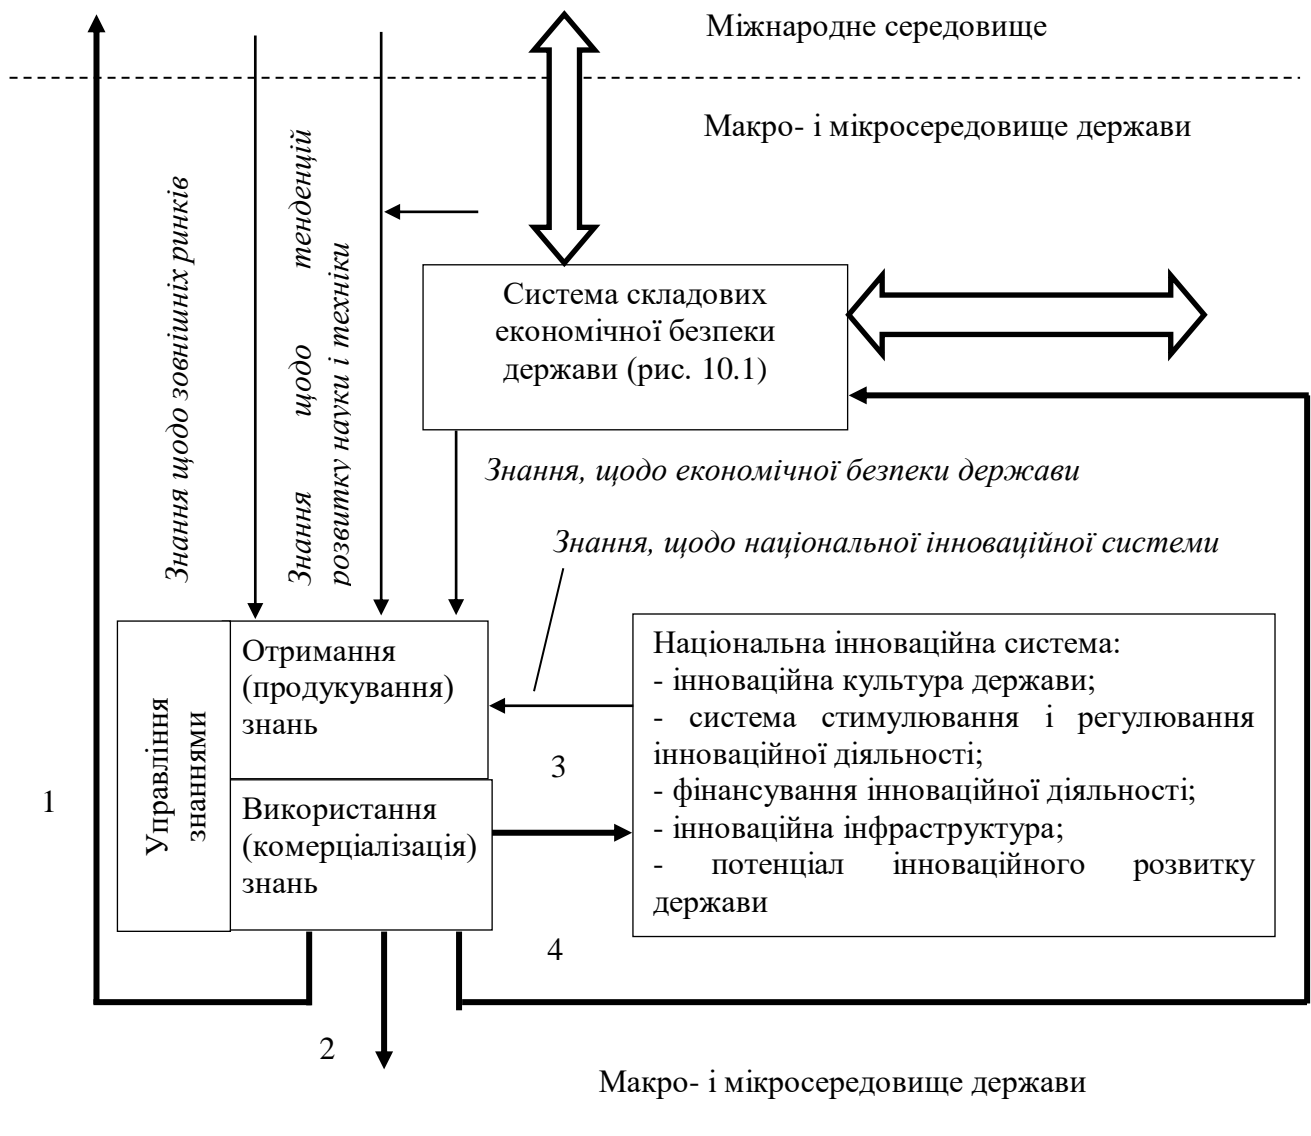 Міжнародне середовище
Макро- і мікросередовище держави
Знання щодо зовнішніх ринків
Знання щодо тенденцій
розвитку науки і техніки
Система складових
економічної безпеки
держави (рис. 10.1)
Знання, щодо економічної безпеки держави
Знання, щодо національної інноваційної системи
Управління
знаннями
Отримання
(продукування)
знань
Використання
(комерціалізація)
знань
Національна інноваційна система:
- інноваційна культура держави;
- система стимулювання і регулювання
інноваційної діяльності;
- фінансування інноваційної діяльності;
- інноваційна інфраструктура;
- потенціал інноваційного розвитку
держави
1
3
4
2
Макро- і мікросередовище держави